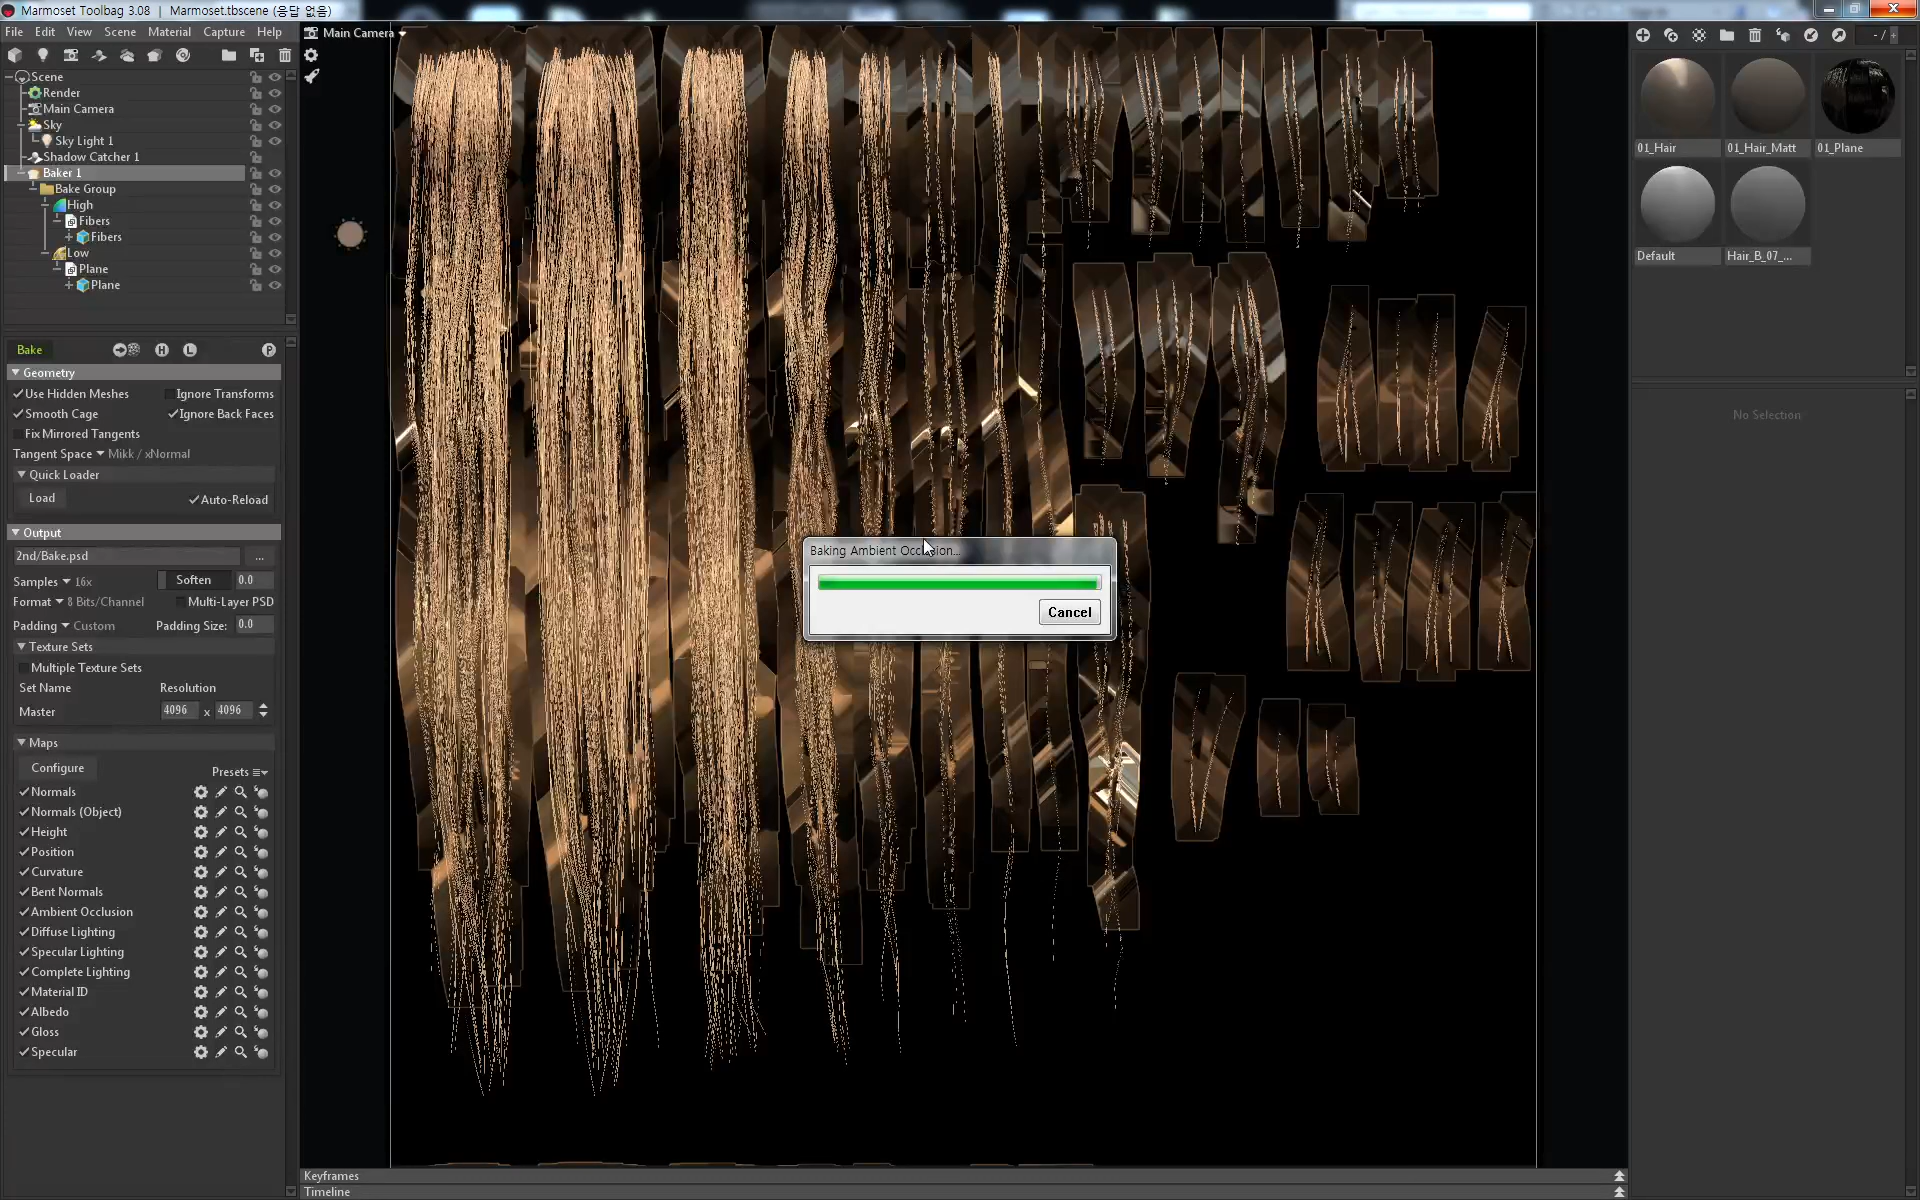 Marmoset Toolbag 3.08 | Marmoset.tbscene (응답 없음)
File Edit View Scene Material Capture Help
Main Camera
- / +
Scene
Render
Main Camera
Sky
Sky Light 1
Shadow Catcher 1
Baker 1
Bake Group
High
Fibers
Fibers
Low
Plane
Plane
Bake H L P
Geometry
Use Hidden Meshes Ignore Transforms
Smooth Cage Ignore Back Faces
Fix Mirrored Tangents
Tangent Space Mikk / xNormal
Quick Loader
Load Auto-Reload
Output
2nd/Bake.psd ...
Samples 16x Soften 0.0
Format 8 Bits/Channel Multi-Layer PSD
Padding Custom Padding Size: 0.0
Texture Sets
Multiple Texture Sets
Set Name Resolution
Master 4096 x 4096
Maps
Configure Presets
Normals
Normals (Object)
Height
Position
Curvature
Bent Normals
Ambient Occlusion
Diffuse Lighting
Specular Lighting
Complete Lighting
Material ID
Albedo
Gloss
Specular
Baking Ambient Occlusion...
Cancel
01_Hair 01_Hair_Matt 01_Plane
Default Hair_B_07_...
No Selection
Keyframes
Timeline